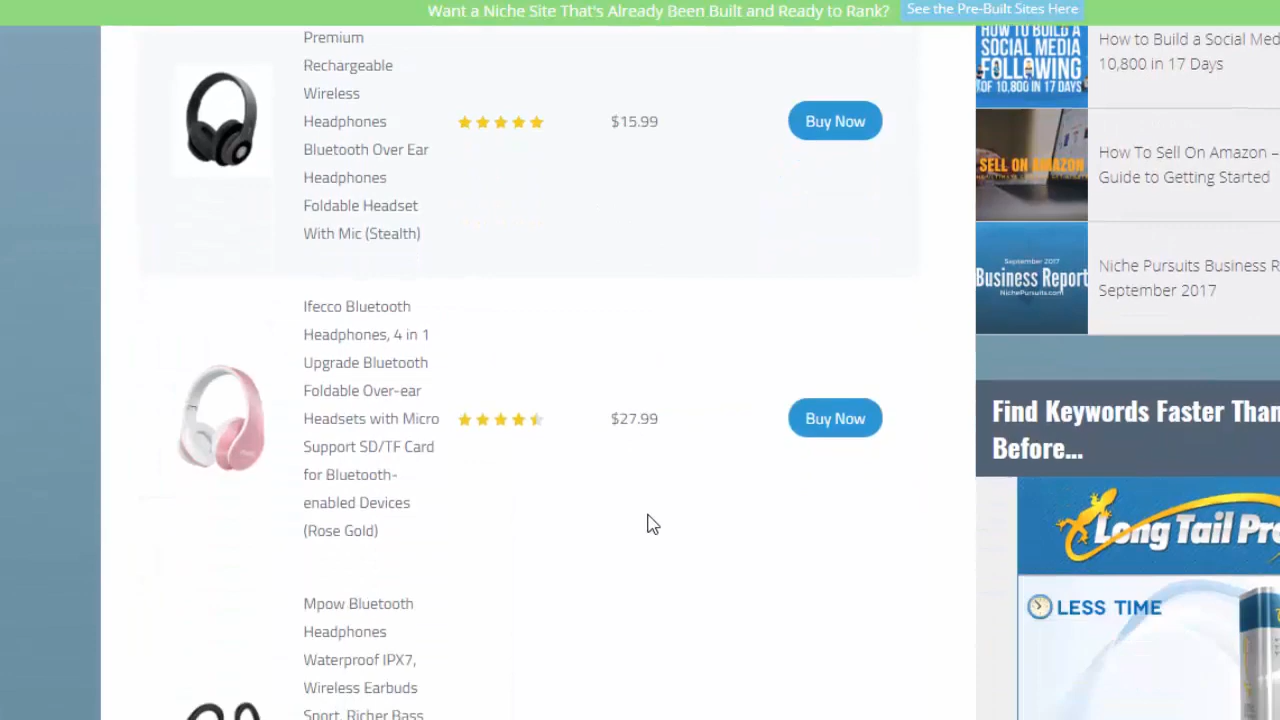 Want a Niche Site That's Already Been Built and Ready to Rank? See the Pre-Built Sites Here
Premium
Rechargeable
Wireless
Headphones
Bluetooth Over Ear
Headphones
Foldable Headset
With Mic (Stealth)
$15.99
Buy Now
Ifecco Bluetooth
Headphones, 4 in 1
Upgrade Bluetooth
Foldable Over-ear
Headsets with Micro
Support SD/TF Card
for Bluetooth-
enabled Devices
(Rose Gold)
$27.99
Buy Now
Mpow Bluetooth
Headphones
Waterproof IPX7,
Wireless Earbuds
Sport, Richer Bass
HOW TO BUILD A
SOCIAL MEDIA
FOLLOWING
OF 10,800 IN 17 DAYS
How to Build a Social Med
10,800 in 17 Days
SELL ON AMAZON
How To Sell On Amazon –
Guide to Getting Started
September 2017
Business Report
NichePursuits.com
Niche Pursuits Business R
September 2017
Find Keywords Faster Than
Before...
Long Tail Pro
LESS TIME